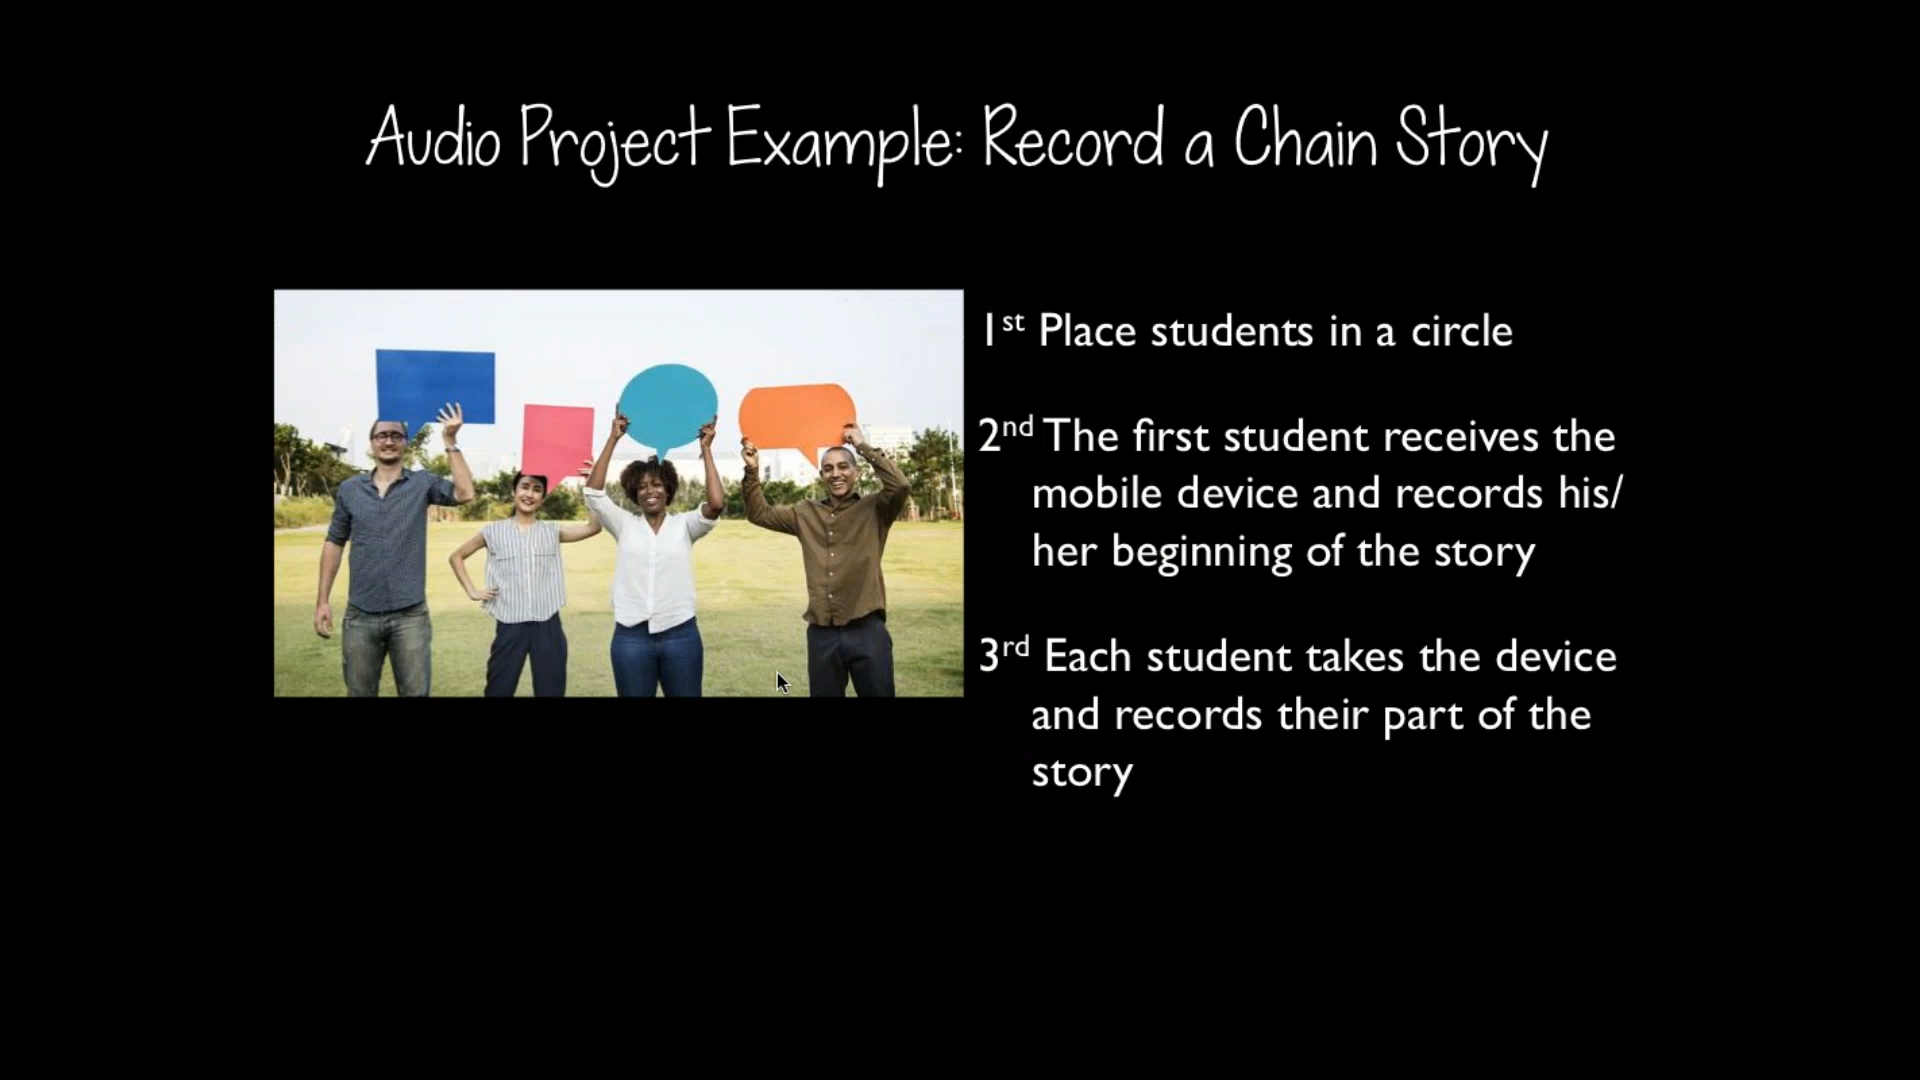 Audio Project Example: Record a Chain Story
1st Place students in a circle
2nd The first student receives the
mobile device and records his/
her beginning of the story
3rd Each student takes the device
and records their part of the
story